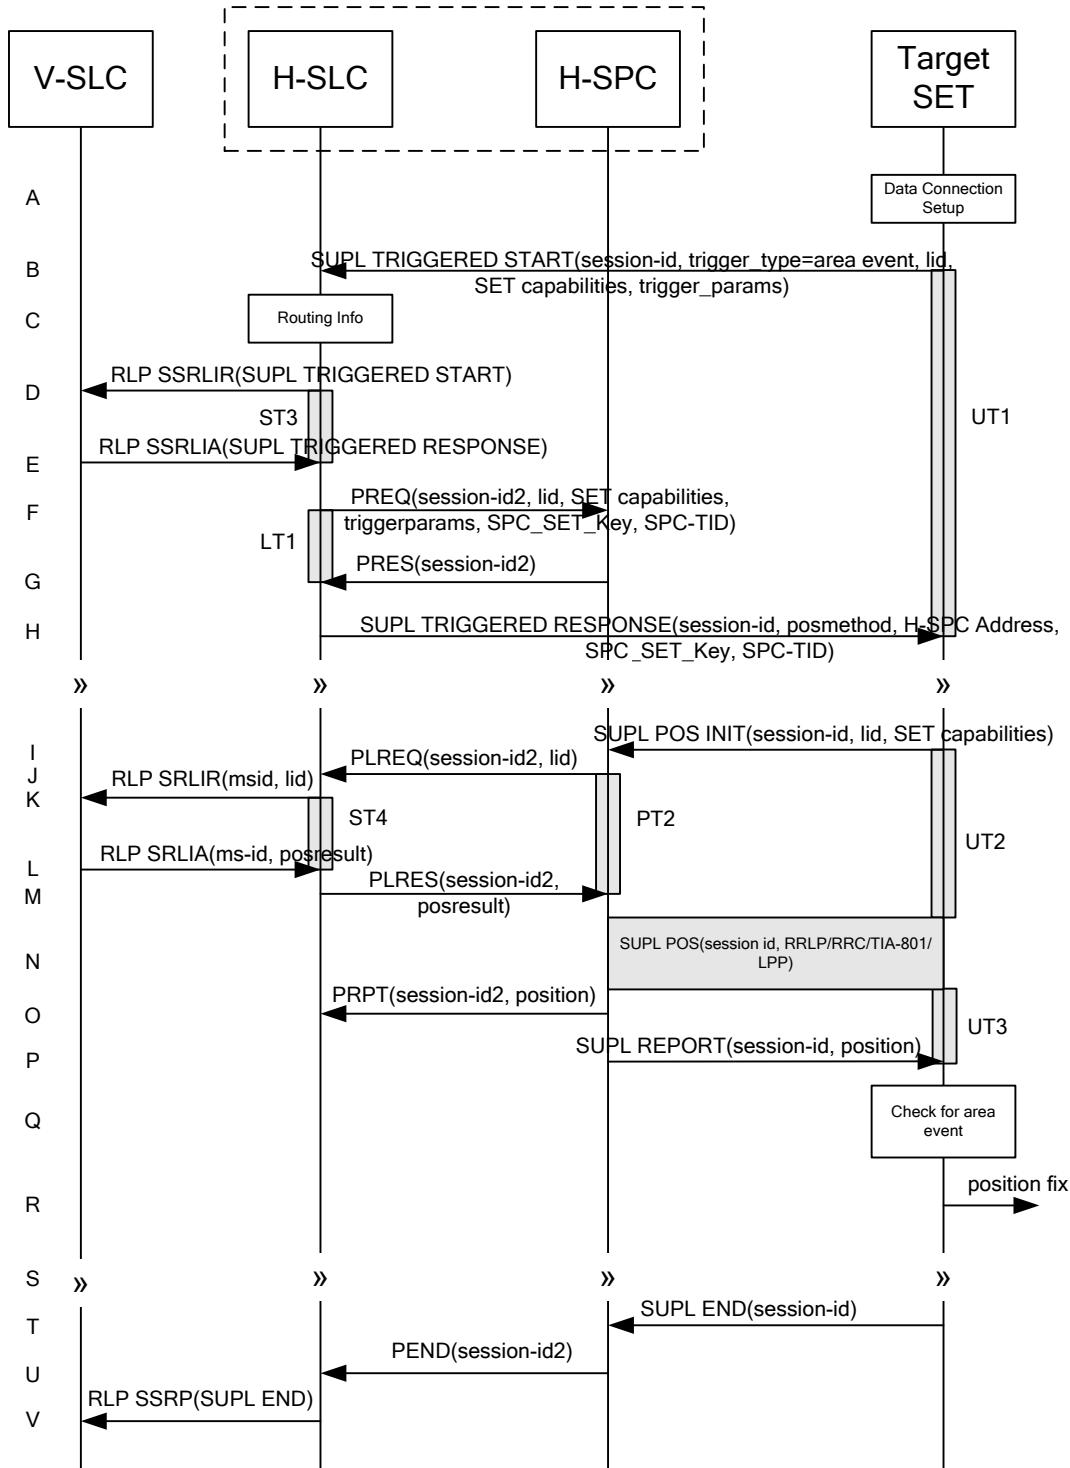 V-SLC
H-SLC
H-SPC
Target
SET
A
Data Connection
Setup
B
SUPL TRIGGERED START(session-id, trigger_type=area event, lid,
SET capabilities, trigger_params)
C
Routing Info
D
RLP SSRLIR(SUPL TRIGGERED START)
ST3
UT1
E
RLP SSRLIA(SUPL TRIGGERED RESPONSE)
F
PREQ(session-id2, lid, SET capabilities,
triggerparams, SPC_SET_Key, SPC-TID)
LT1
G
PRES(session-id2)
H
SUPL TRIGGERED RESPONSE(session-id, posmethod, H-SPC Address,
SPC_SET_Key, SPC-TID)
» » » »
I
SUPL POS INIT(session-id, lid, SET capabilities)
J
PLREQ(session-id2, lid)
K
RLP SRLIR(msid, lid)
ST4
PT2
UT2
L
RLP SRLIA(ms-id, posresult)
M
PLRES(session-id2,
posresult)
N
SUPL POS(session id, RRLP/RRC/TIA-801/
LPP)
O
PRPT(session-id2, position)
UT3
P
SUPL REPORT(session-id, position)
Q
Check for area
event
R
position fix
S
» » » »
T
SUPL END(session-id)
U
PEND(session-id2)
V
RLP SSRP(SUPL END)